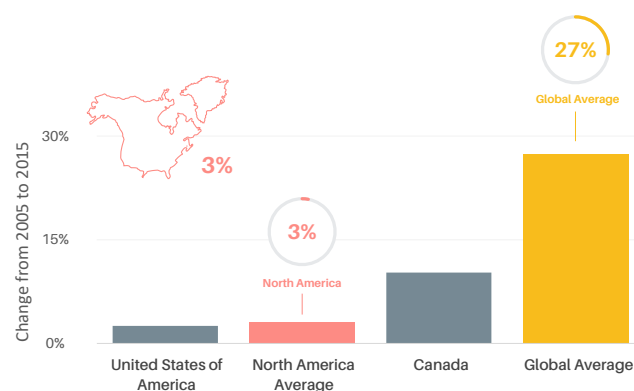 27%
Global Average
30%
3%
3%
15%
North America
0%
Change from 2005 to 2015
United States of
America
North America
Average
Canada
Global Average